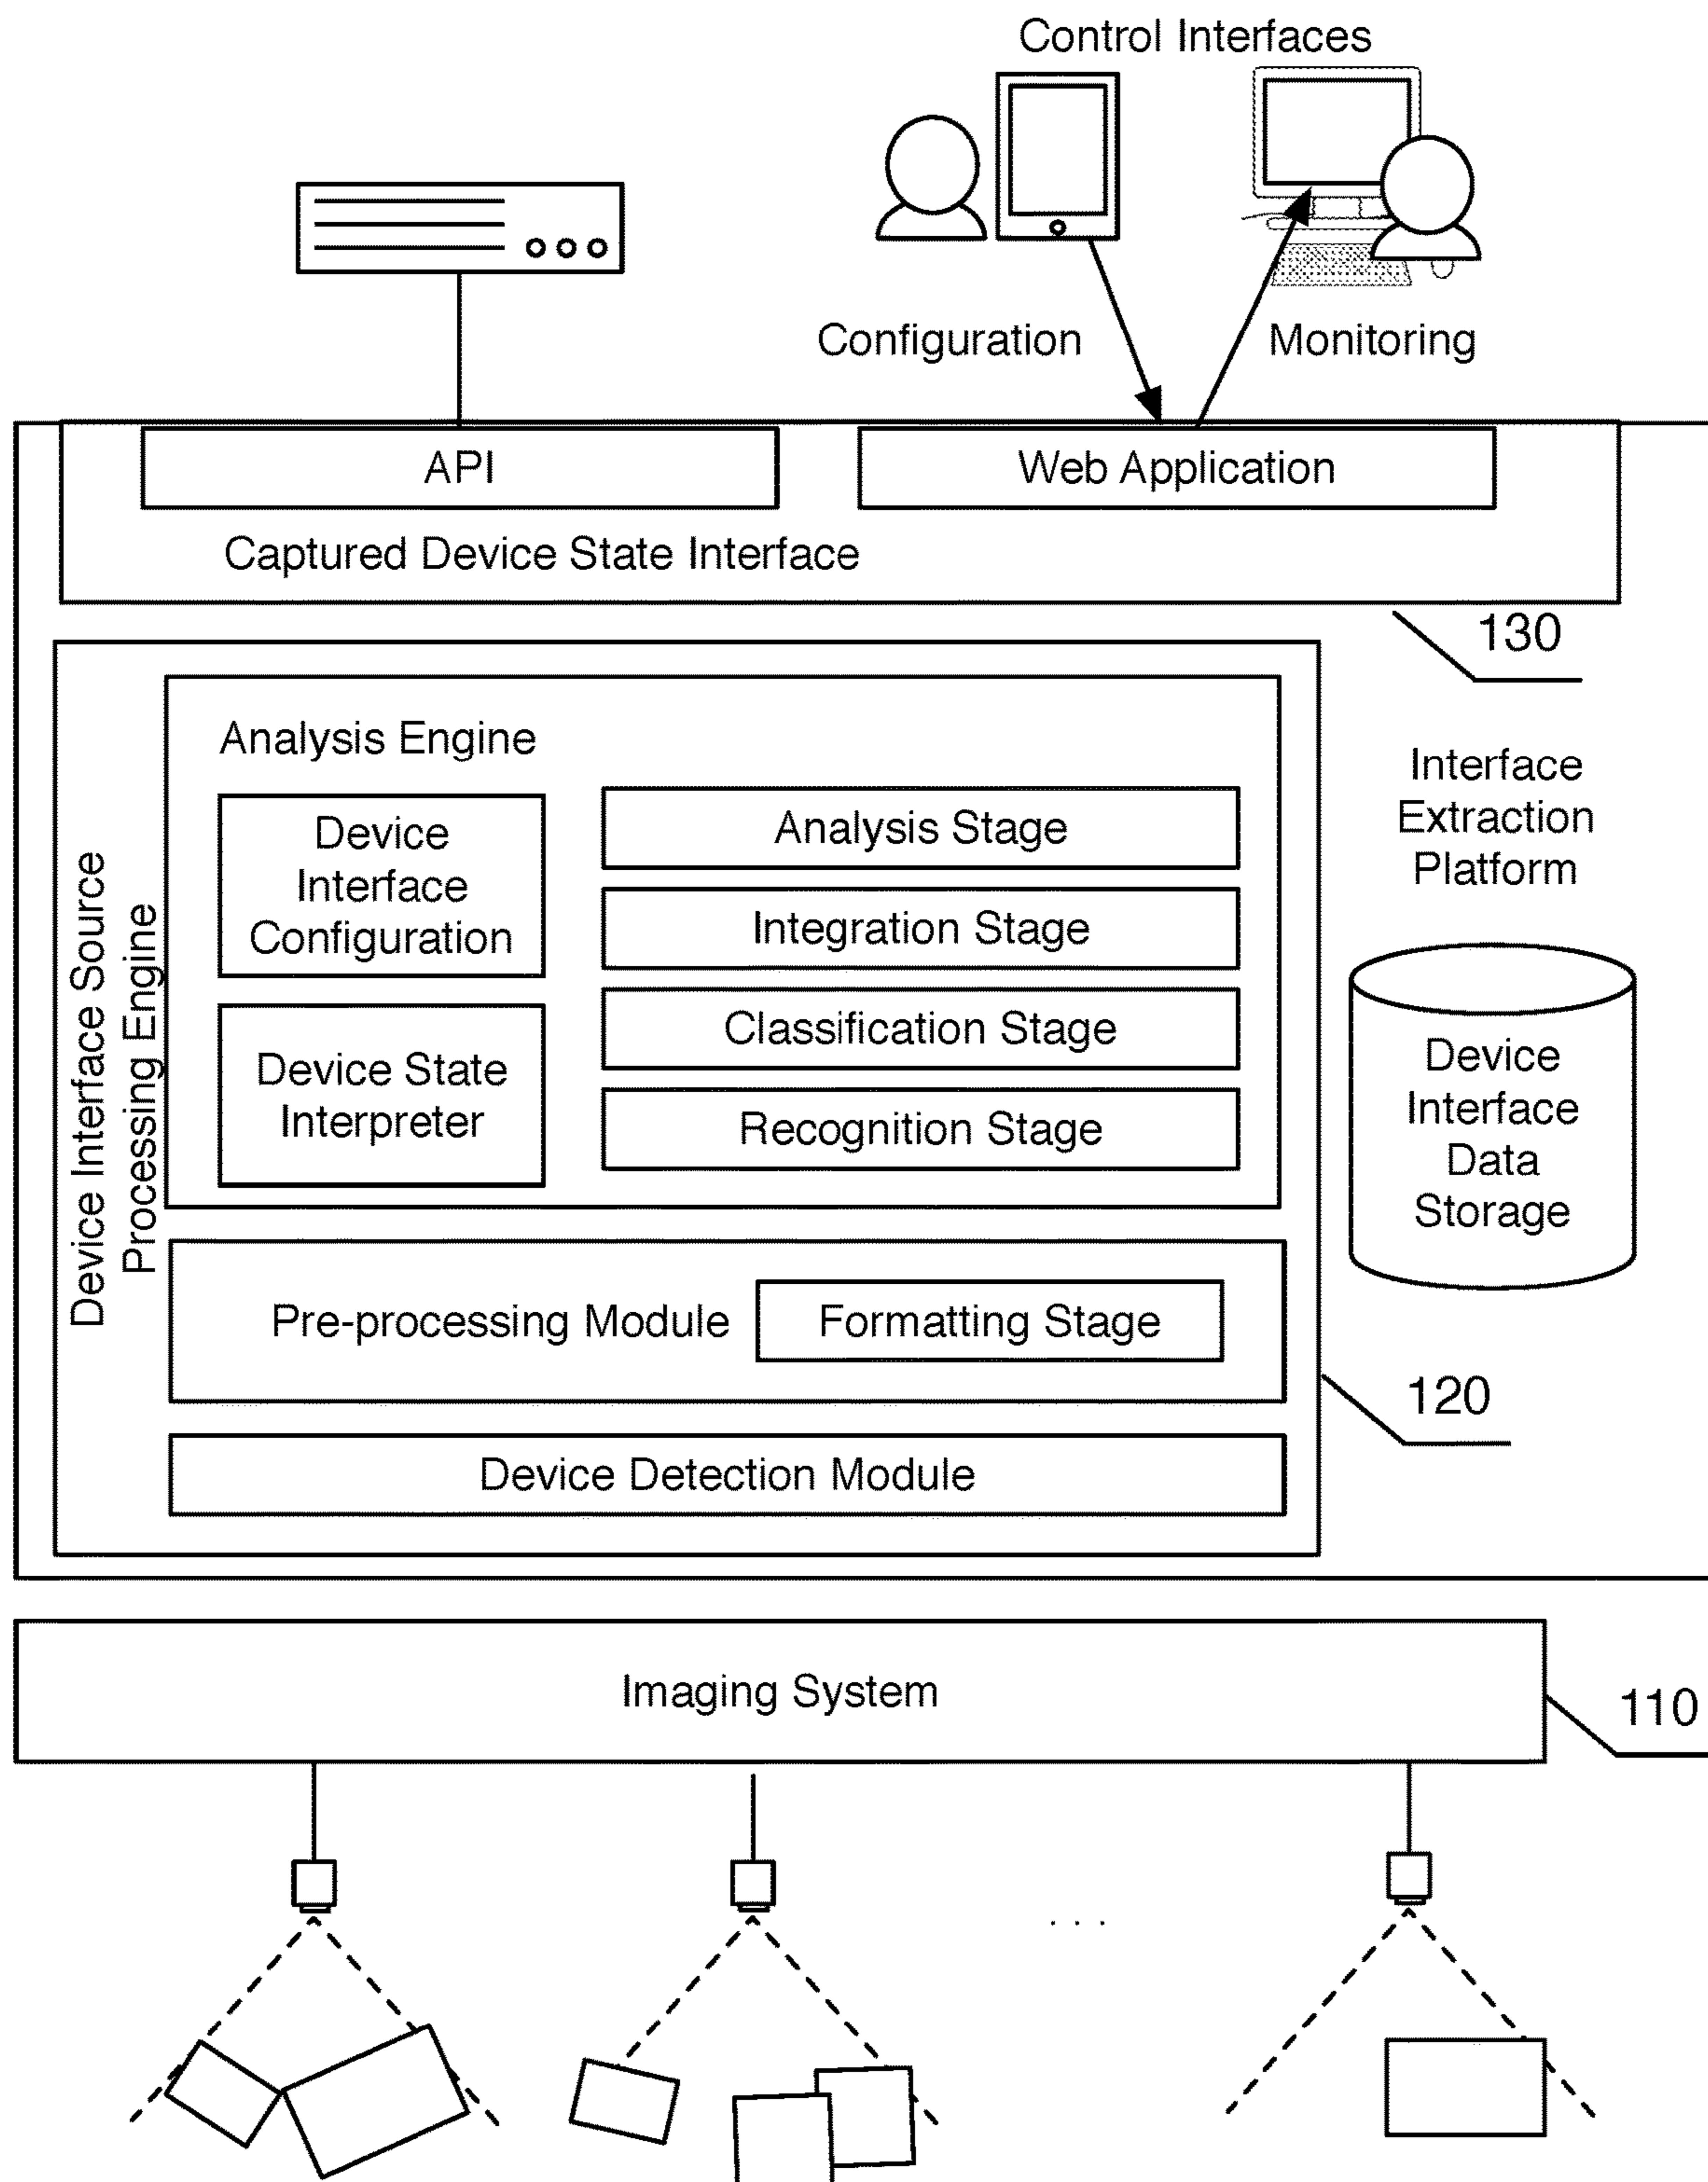 Control Interfaces
Configuration
Monitoring
API
Web Application
Captured Device State Interface
130
Device Interface Source
Processing Engine
Analysis Engine
Device
Interface
Configuration
Device State
Interpreter
Analysis Stage
Integration Stage
Classification Stage
Recognition Stage
Interface
Extraction
Platform
Device
Interface
Data
Storage
Pre-processing Module
Formatting Stage
120
Device Detection Module
Imaging System
110
. . .